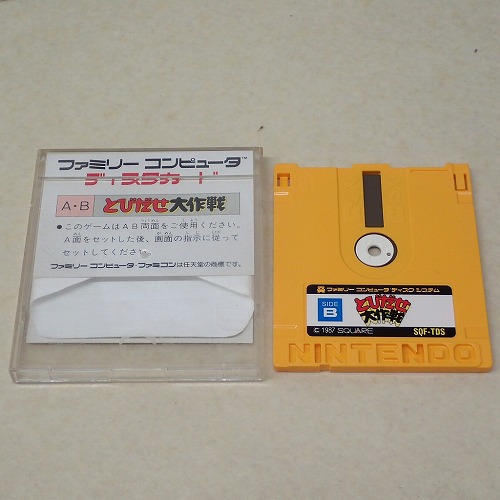 ファミリー コンピュータ™
ディスクカード
A・B
とびだせ大作戦
●このゲームはAB両面をご使用ください。
A面をセットした後、画面の指示に従って
セットしてください。
ファミリー コンピュータ・ファミコンは任天堂の商標です。
ファミリー コンピュータ ディスク システム
SIDE
B
とびだせ
大作戦
© 1987 SQUARE
SQF-TDS
NINTENDO